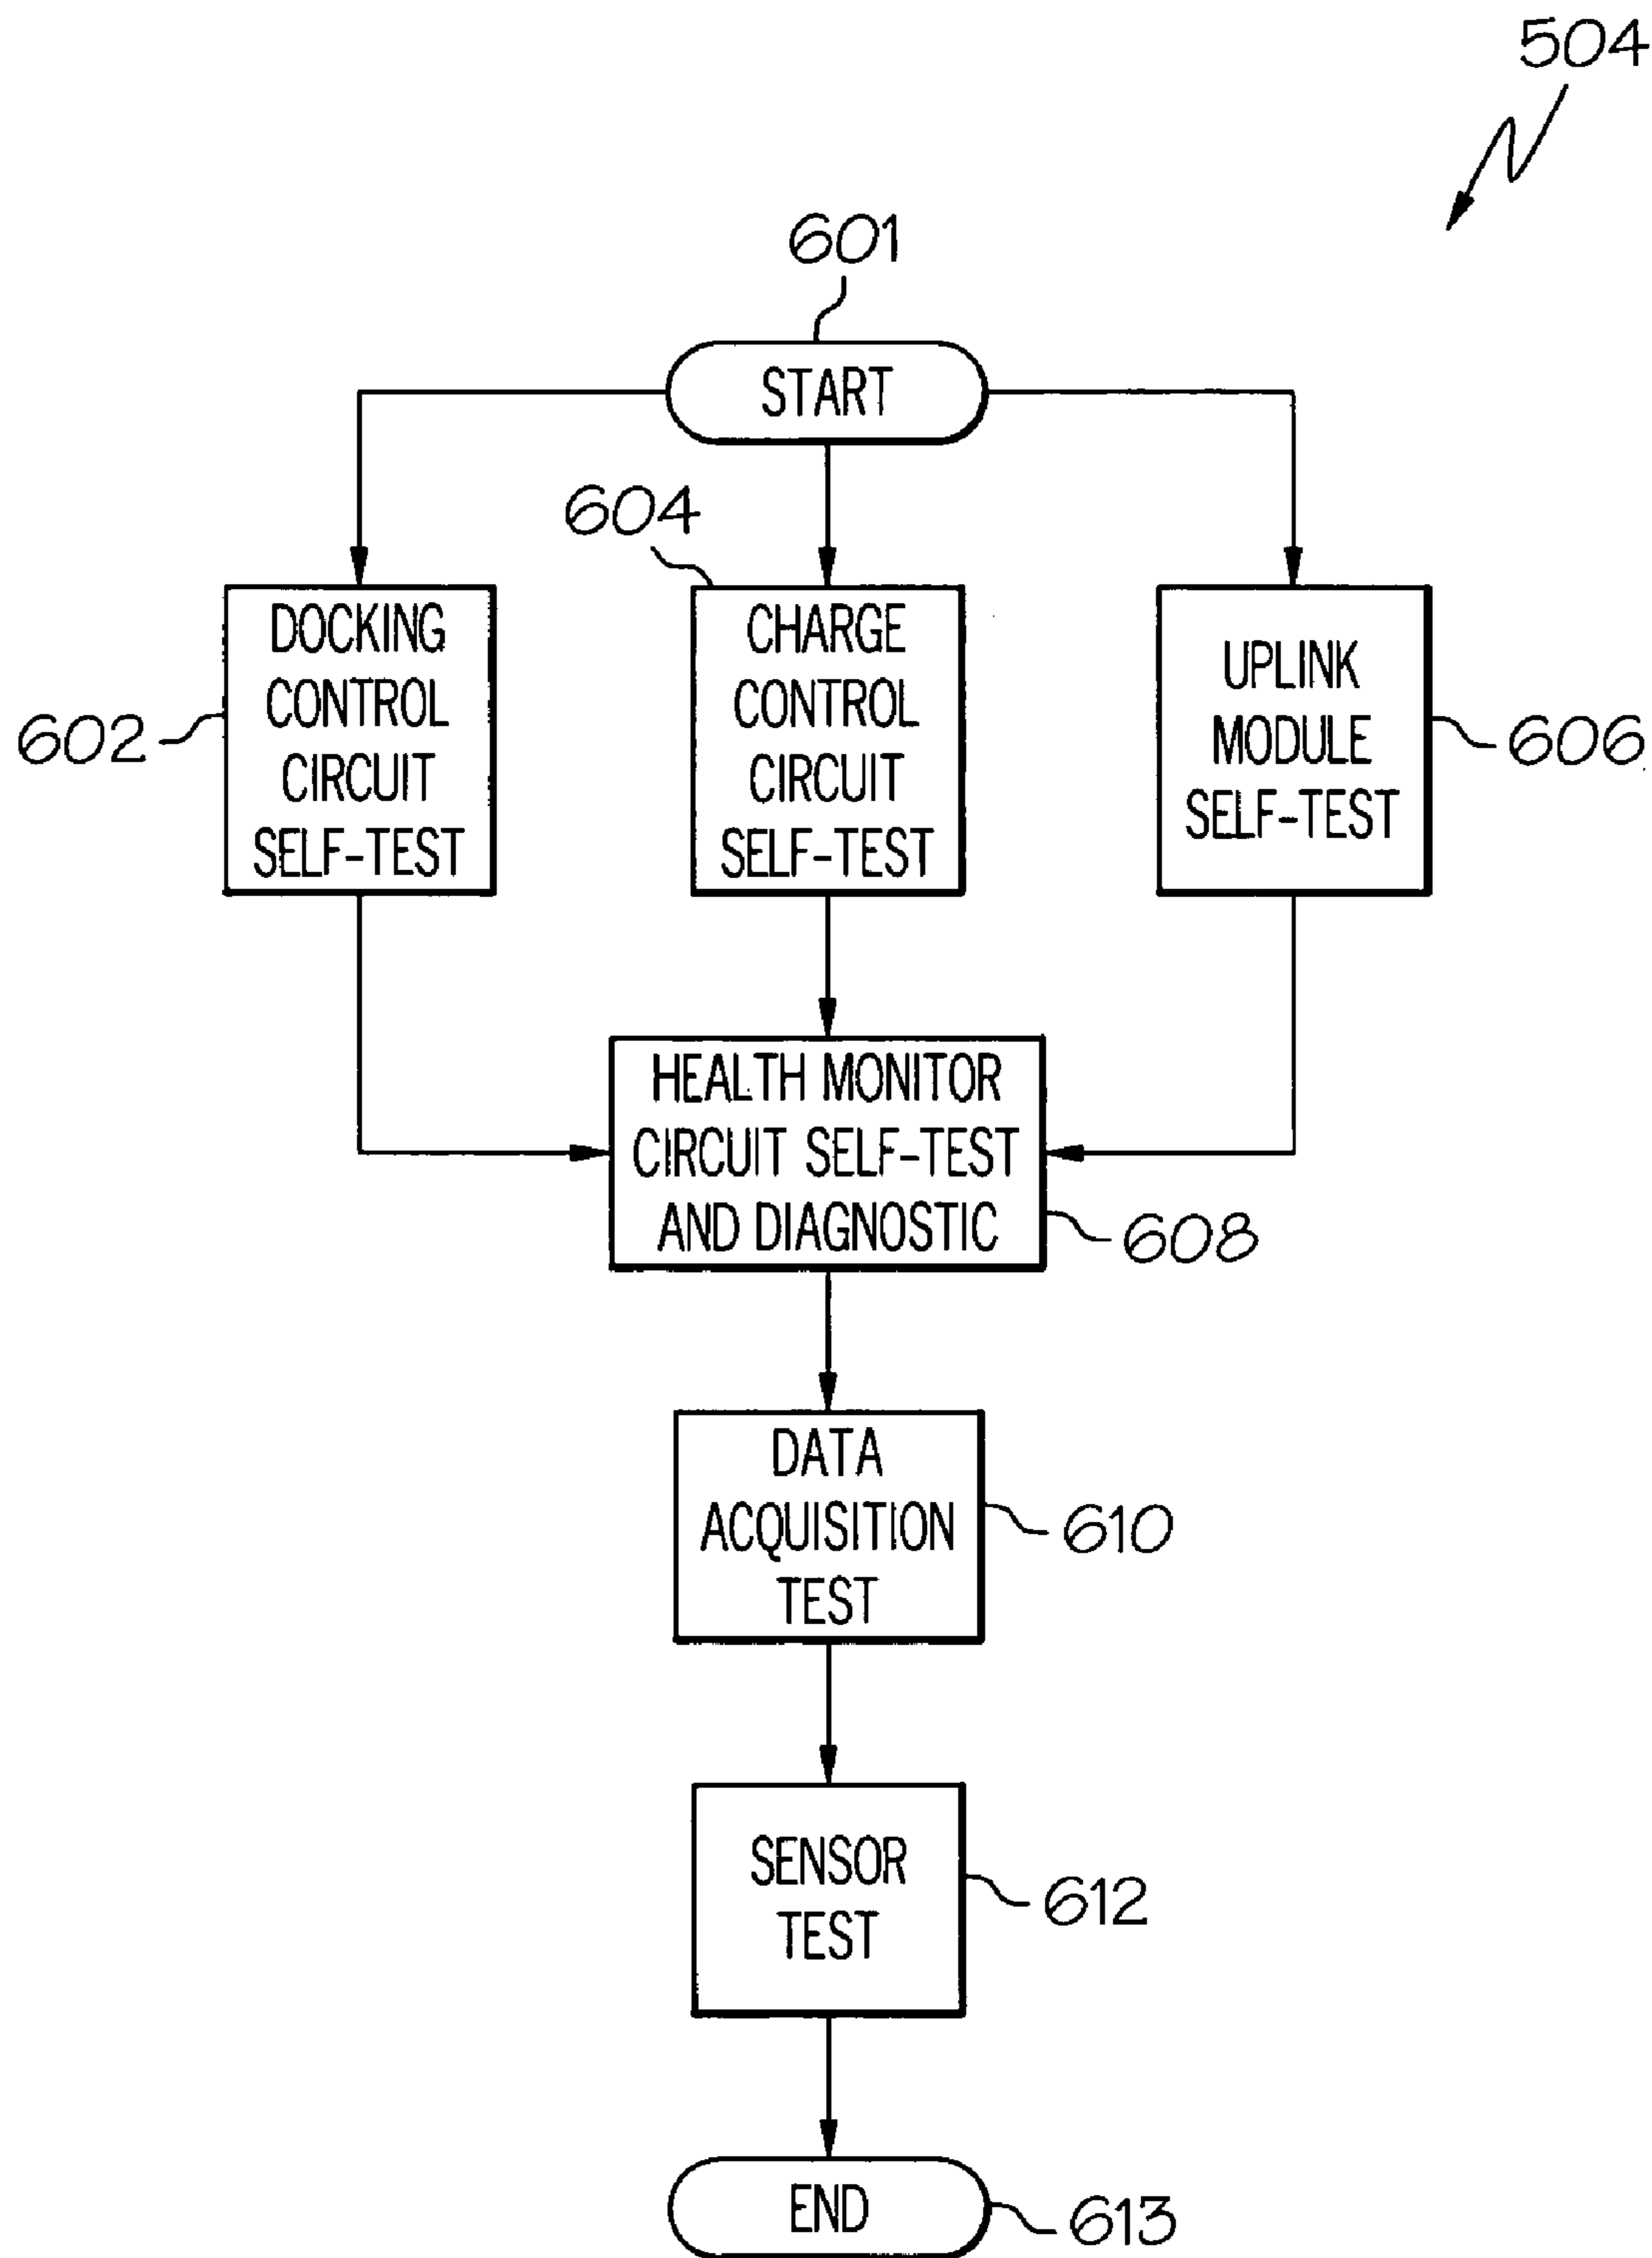 504
601
START
604
DOCKING
CONTROL
CIRCUIT
SELF-TEST
602
CHARGE
CONTROL
CIRCUIT
SELF-TEST
UPLINK
MODULE
SELF-TEST
606
HEALTH MONITOR
CIRCUIT SELF-TEST
AND DIAGNOSTIC
608
DATA
ACQUISITION
TEST
610
SENSOR
TEST
612
END
613